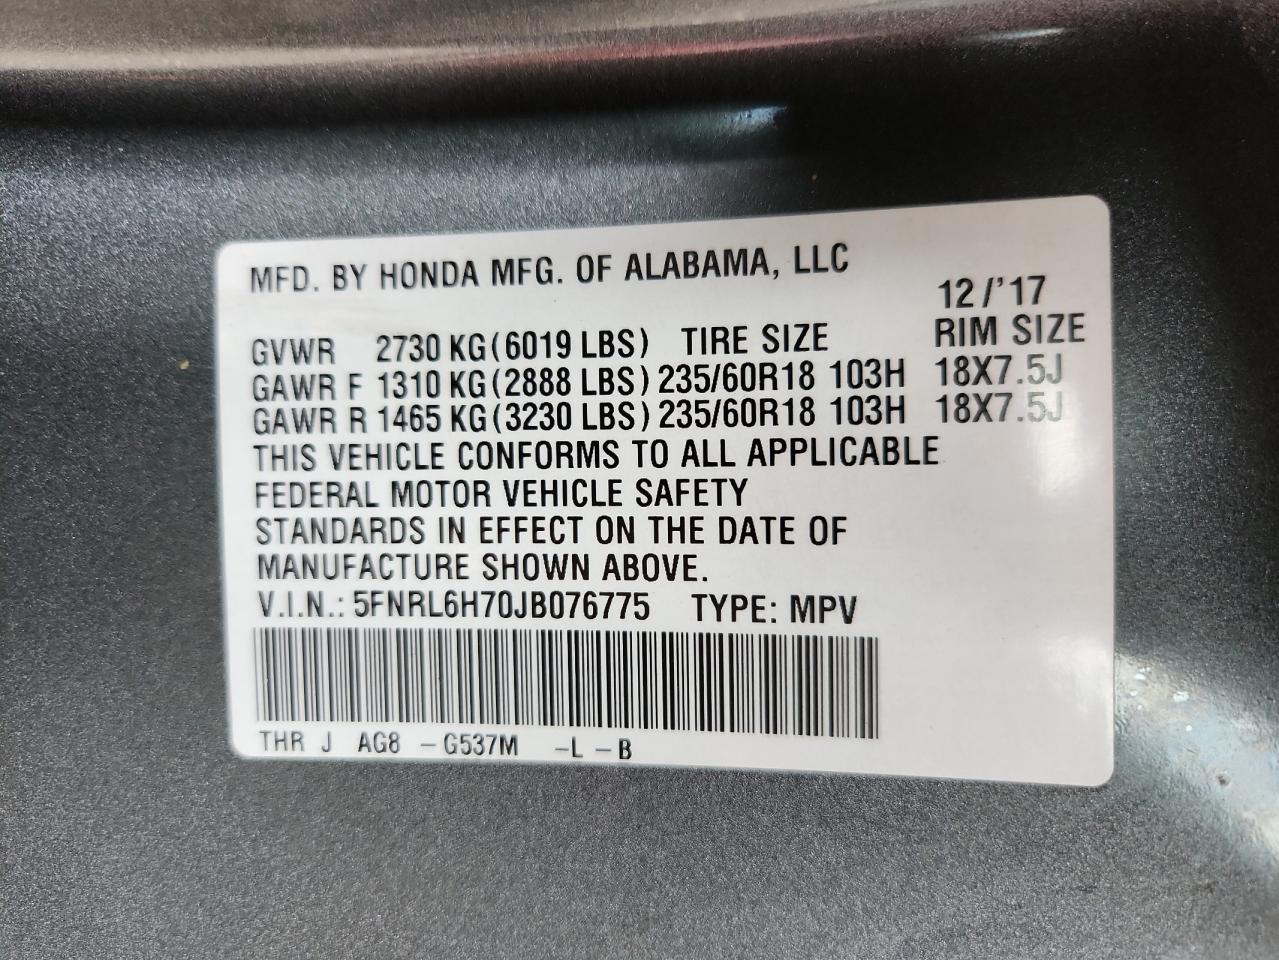 MFD. BY HONDA MFG. OF ALABAMA, LLC
12/'17
GVWR 2730 KG(6019 LBS) TIRE SIZE RIM SIZE
GAWR F 1310 KG(2888 LBS) 235/60R18 103H 18X7.5J
GAWR R 1465 KG(3230 LBS) 235/60R18 103H 18X7.5J
THIS VEHICLE CONFORMS TO ALL APPLICABLE
FEDERAL MOTOR VEHICLE SAFETY
STANDARDS IN EFFECT ON THE DATE OF
MANUFACTURE SHOWN ABOVE.
V.I.N.: 5FNRL6H70JB076775 TYPE: MPV
THR J AG8 -G537M -L -B